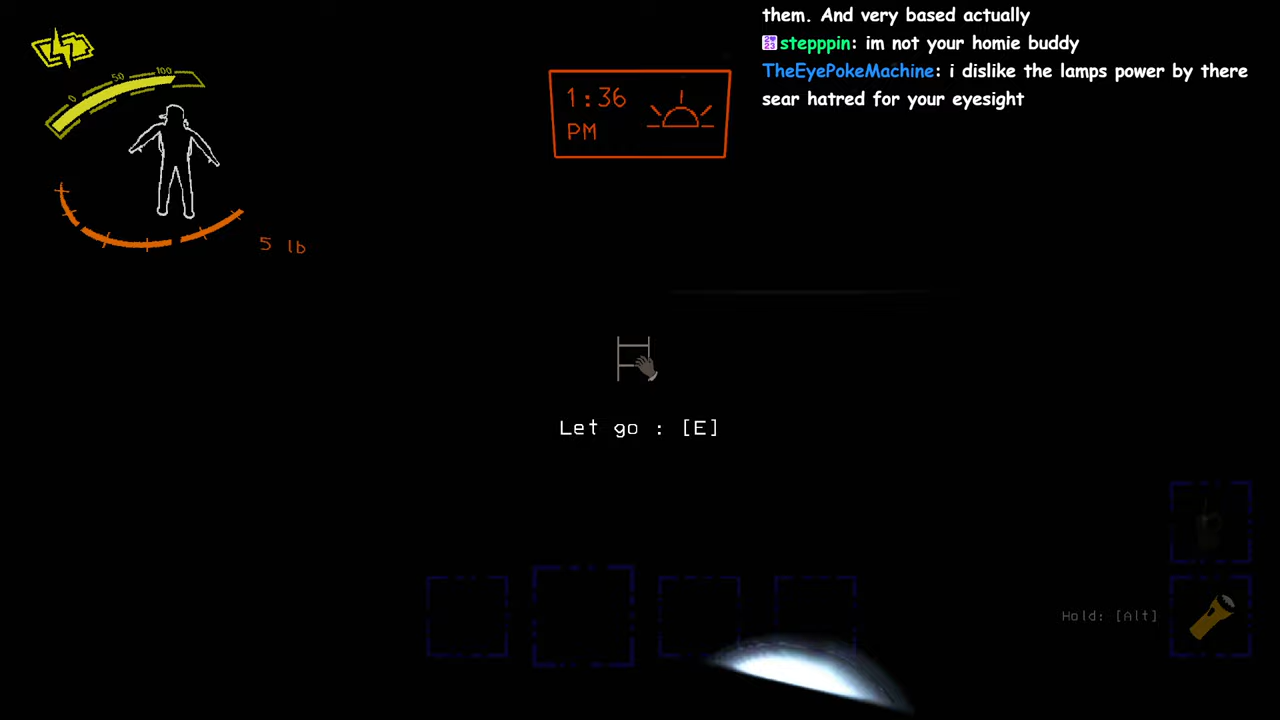 them. And very based actually
stepppin: im not your homie buddy
TheEyePokeMachine: i dislike the lamps power by there
sear hatred for your eyesight
0 50 100
1:36
PM
5 lb
Let go : [E]
Hold: [Alt]